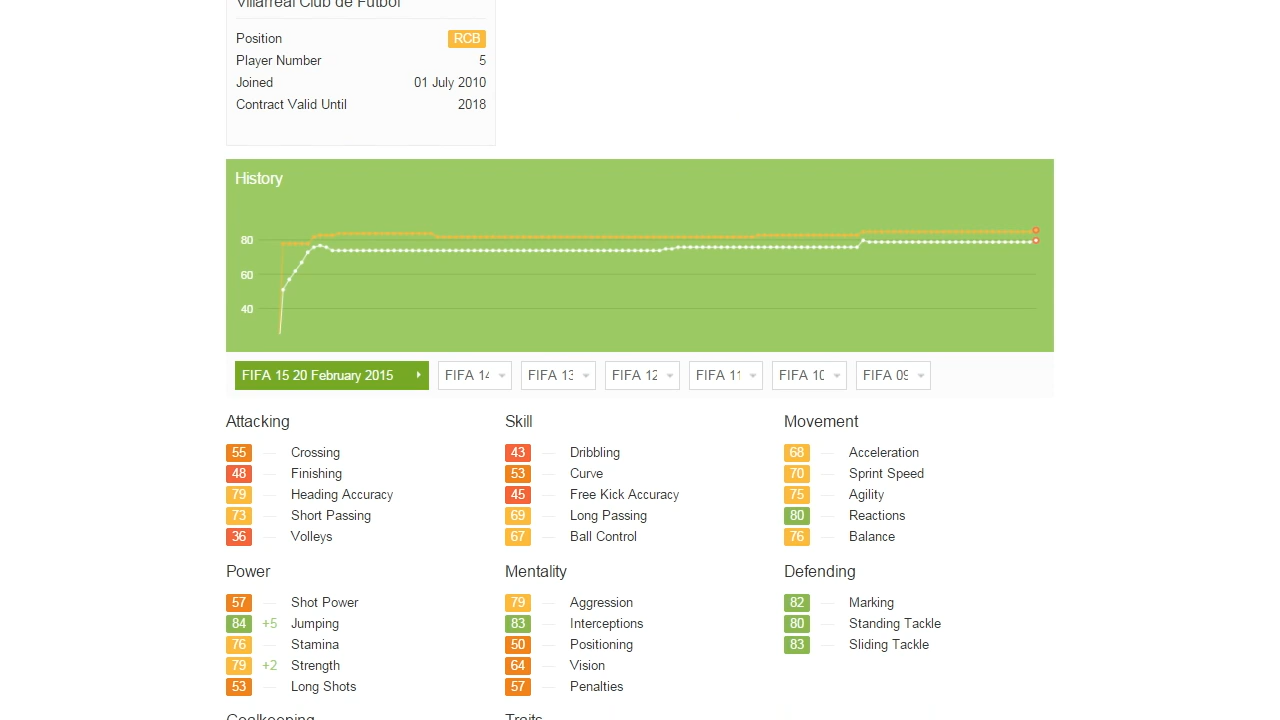 Villarreal Club de Fútbol
Position RCB
Player Number 5
Joined 01 July 2010
Contract Valid Until 2018
History
80
60
40
FIFA 15 20 February 2015 FIFA 14 FIFA 13 FIFA 12 FIFA 11 FIFA 10 FIFA 09
Attacking Skill Movement
55 Crossing 43 Dribbling 68 Acceleration
48 Finishing 53 Curve 70 Sprint Speed
79 Heading Accuracy 45 Free Kick Accuracy 75 Agility
73 Short Passing 69 Long Passing 80 Reactions
36 Volleys 67 Ball Control 76 Balance
Power Mentality Defending
57 Shot Power 79 Aggression 82 Marking
84 +5 Jumping 83 Interceptions 80 Standing Tackle
76 Stamina 50 Positioning 83 Sliding Tackle
79 +2 Strength 64 Vision
53 Long Shots 57 Penalties
Goalkeeping Traits